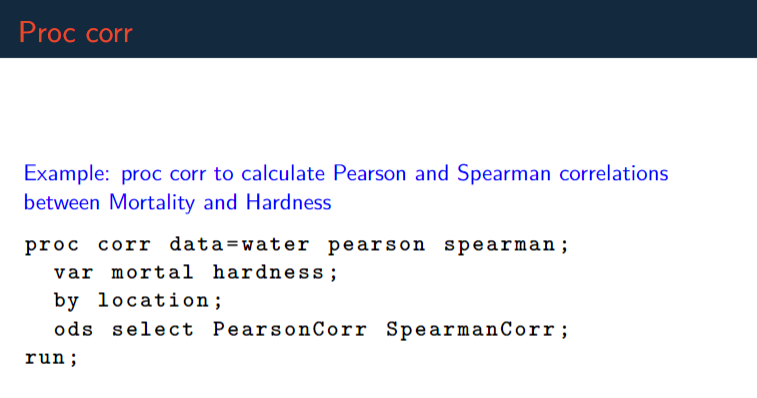 Proc corr
Example: proc corr to calculate Pearson and Spearman correlations
between Mortality and Hardness
proc corr data=water pearson spearman;
var mortal hardness;
by location;
ods select PearsonCorr SpearmanCorr;
run;